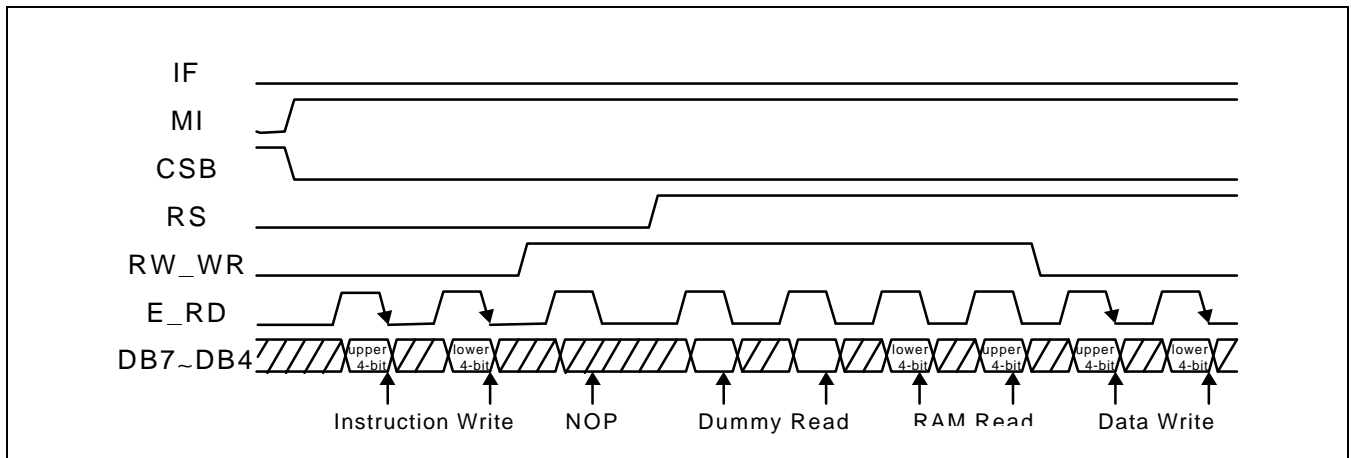 IF
MI
CSB
RS
RW_WR
E_RD
DB7~DB4 upper 4-bit lower 4-bit lower 4-bit upper 4-bit upper 4-bit lower 4-bit
Instruction Write NOP Dummy Read RAM Read Data Write